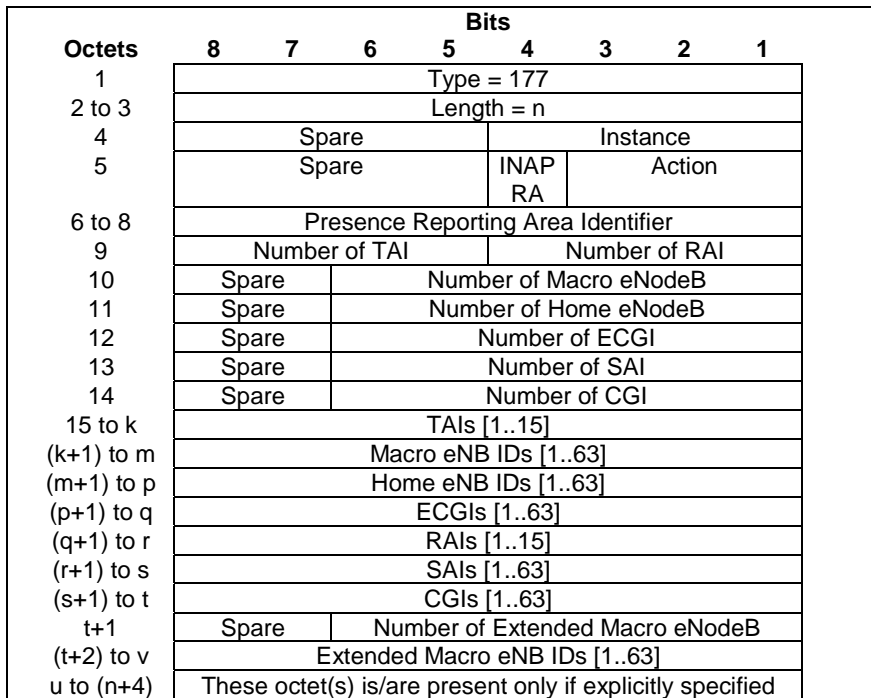 Bits
Octets 8 7 6 5 4 3 2 1
1 Type = 177
2 to 3 Length = n
4 Spare Instance
5 Spare INAP RA Action
6 to 8 Presence Reporting Area Identifier
9 Number of TAI Number of RAI
10 Spare Number of Macro eNodeB
11 Spare Number of Home eNodeB
12 Spare Number of ECGI
13 Spare Number of SAI
14 Spare Number of CGI
15 to k TAIs [1..15]
(k+1) to m Macro eNB IDs [1..63]
(m+1) to p Home eNB IDs [1..63]
(p+1) to q ECGIs [1..63]
(q+1) to r RAIs [1..15]
(r+1) to s SAIs [1..63]
(s+1) to t CGIs [1..63]
t+1 Spare Number of Extended Macro eNodeB
(t+2) to v Extended Macro eNB IDs [1..63]
u to (n+4) These octet(s) is/are present only if explicitly specified